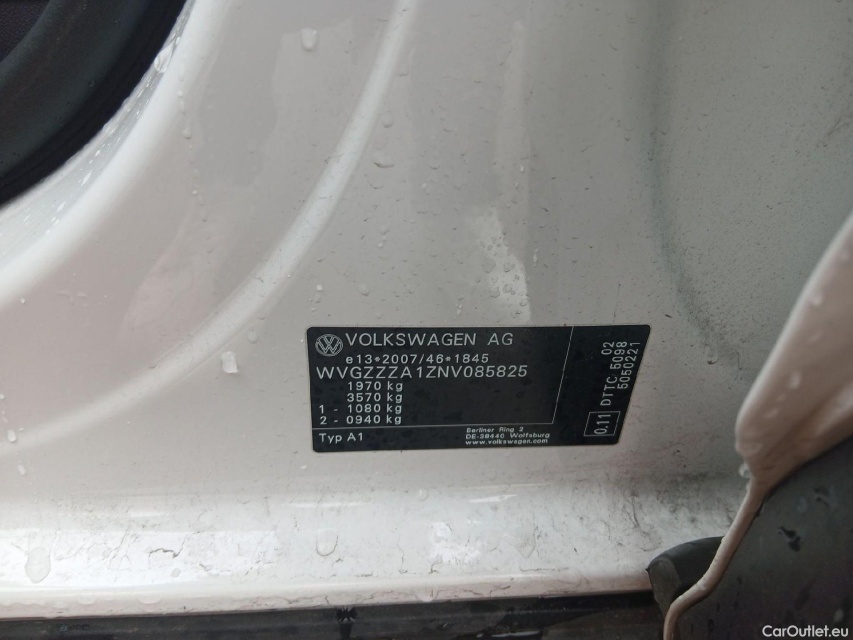 VOLKSWAGEN AG
e13*2007/46*1845
WVGZZZA1ZNV085825
1970 kg
3570 kg
1 - 1080 kg
2 - 0940 kg
Typ A1
Berliner Ring 2
DE-38440 Wolfsburg
www.volkswagen.com
0.11
DTTC 5098 02
5050221
CarOutlet.eu